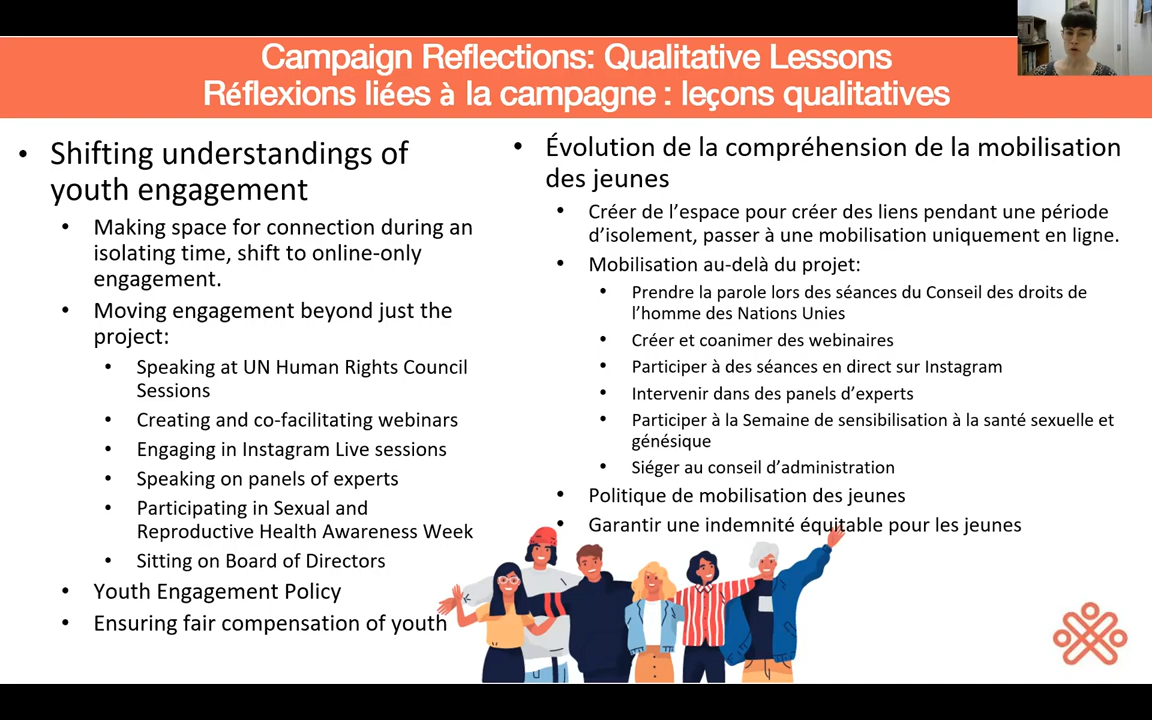 Campaign Reflections: Qualitative Lessons
Réflexions liées à la campagne : leçons qualitatives
• Shifting understandings of
youth engagement
• Making space for connection during an
isolating time, shift to online-only
engagement.
• Moving engagement beyond just the
project:
• Speaking at UN Human Rights Council
Sessions
• Creating and co-facilitating webinars
• Engaging in Instagram Live sessions
• Speaking on panels of experts
• Participating in Sexual and
Reproductive Health Awareness Week
• Sitting on Board of Directors
• Youth Engagement Policy
• Ensuring fair compensation of youth
• Évolution de la compréhension de la mobilisation
des jeunes
• Créer de l’espace pour créer des liens pendant une période
d’isolement, passer à une mobilisation uniquement en ligne.
• Mobilisation au-delà du projet:
• Prendre la parole lors des séances du Conseil des droits de
l’homme des Nations Unies
• Créer et coanimer des webinaires
• Participer à des séances en direct sur Instagram
• Intervenir dans des panels d’experts
• Participer à la Semaine de sensibilisation à la santé sexuelle et
génésique
• Siéger au conseil d’administration
• Politique de mobilisation des jeunes
• Garantir une indemnité équitable pour les jeunes